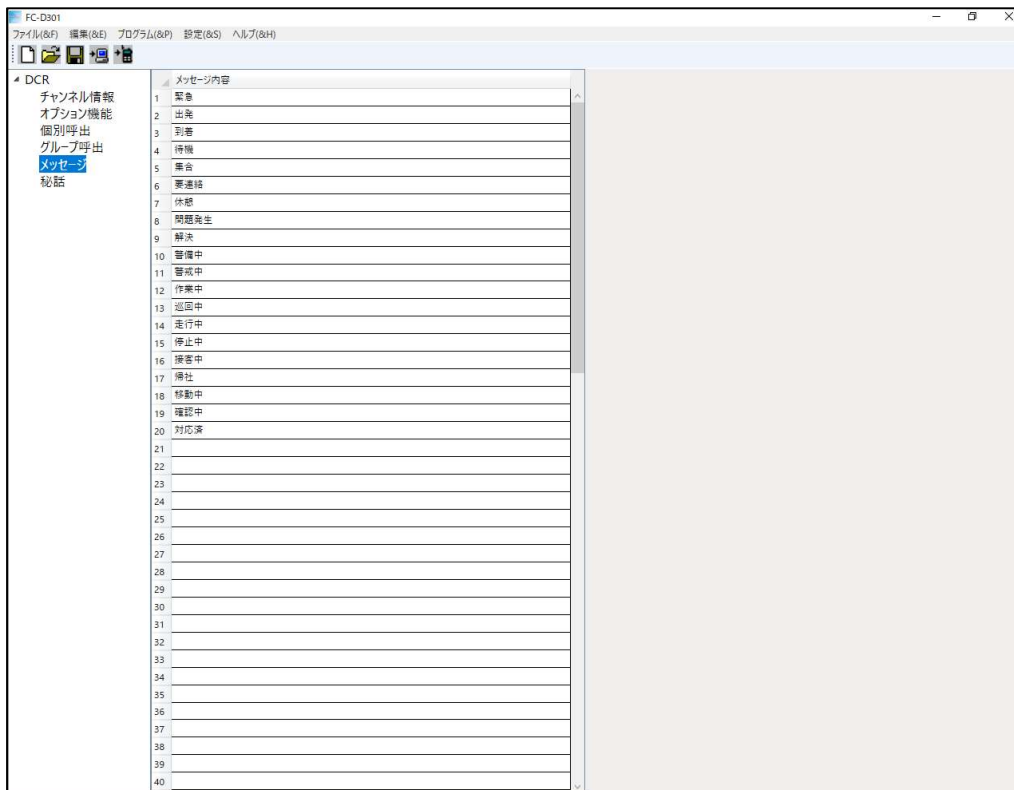 FC-D301
ファイル(&F) 編集(&E) プログラム(&P) 設定(&S) ヘルプ(&H)
DCR
チャンネル情報
オプション機能
個別呼出
グループ呼出
メッセージ
秘話
メッセージ内容
1 緊急
2 出発
3 到着
4 待機
5 集合
6 要連絡
7 休憩
8 問題発生
9 解決
10 警備中
11 警戒中
12 作業中
13 巡回中
14 走行中
15 停止中
16 接客中
17 帰社
18 移動中
19 確認中
20 対応済
21
22
23
24
25
26
27
28
29
30
31
32
33
34
35
36
37
38
39
40